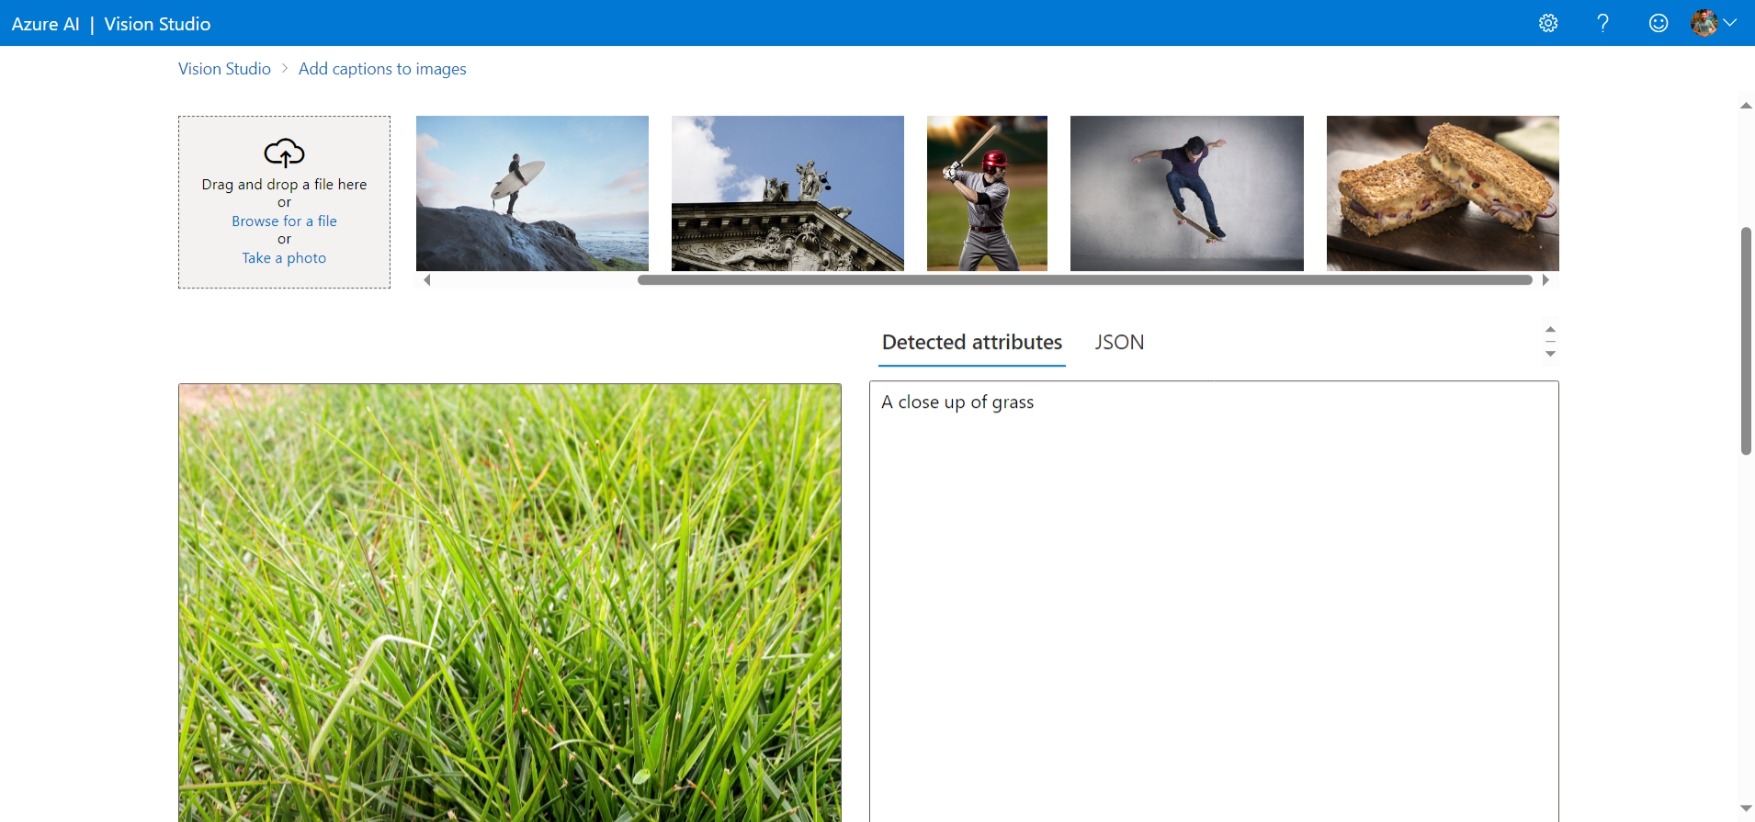 Azure AI | Vision Studio
Vision Studio > Add captions to images
Drag and drop a file here
or
Browse for a file
or
Take a photo
Detected attributes JSON
A close up of grass